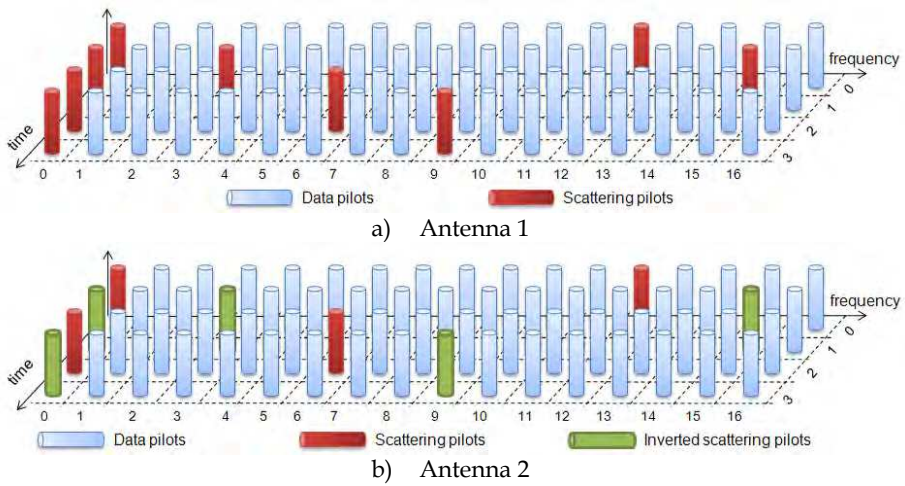 frequency
0
1
2
3
time
0 1 2 3 4 5 6 7 8 9 10 11 12 13 14 16
Data pilots Scattering pilots
a) Antenna 1
frequency
0
1
2
3
time
0 1 2 3 4 5 6 7 8 9 10 11 12 13 14 16
Data pilots Scattering pilots Inverted scattering pilots
b) Antenna 2